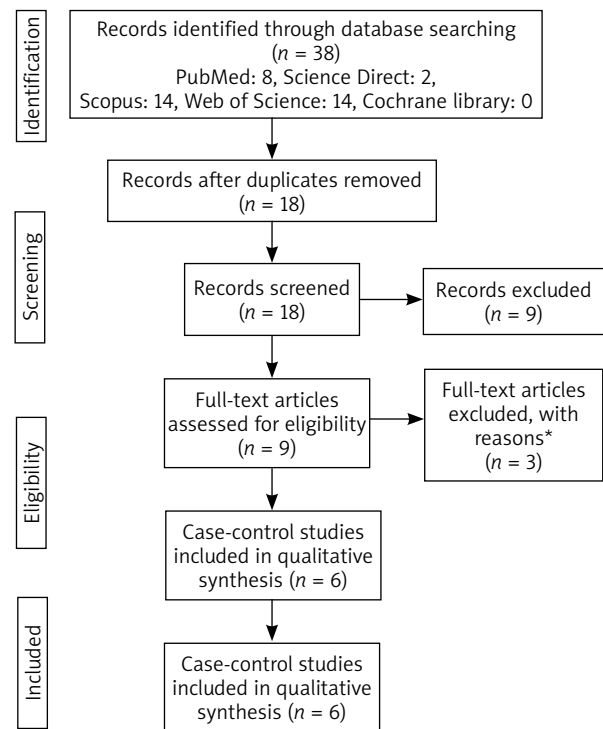 Identification
Records identified through database searching
(n = 38)
PubMed: 8, Science Direct: 2,
Scopus: 14, Web of Science: 14, Cochrane library: 0
Records after duplicates removed
(n = 18)
Screening
Records screened
(n = 18)
Records excluded
(n = 9)
Eligibility
Full-text articles
assessed for eligibility
(n = 9)
Full-text articles
excluded, with
reasons*
(n = 3)
Case-control studies
included in qualitative
synthesis (n = 6)
Included
Case-control studies
included in qualitative
synthesis (n = 6)